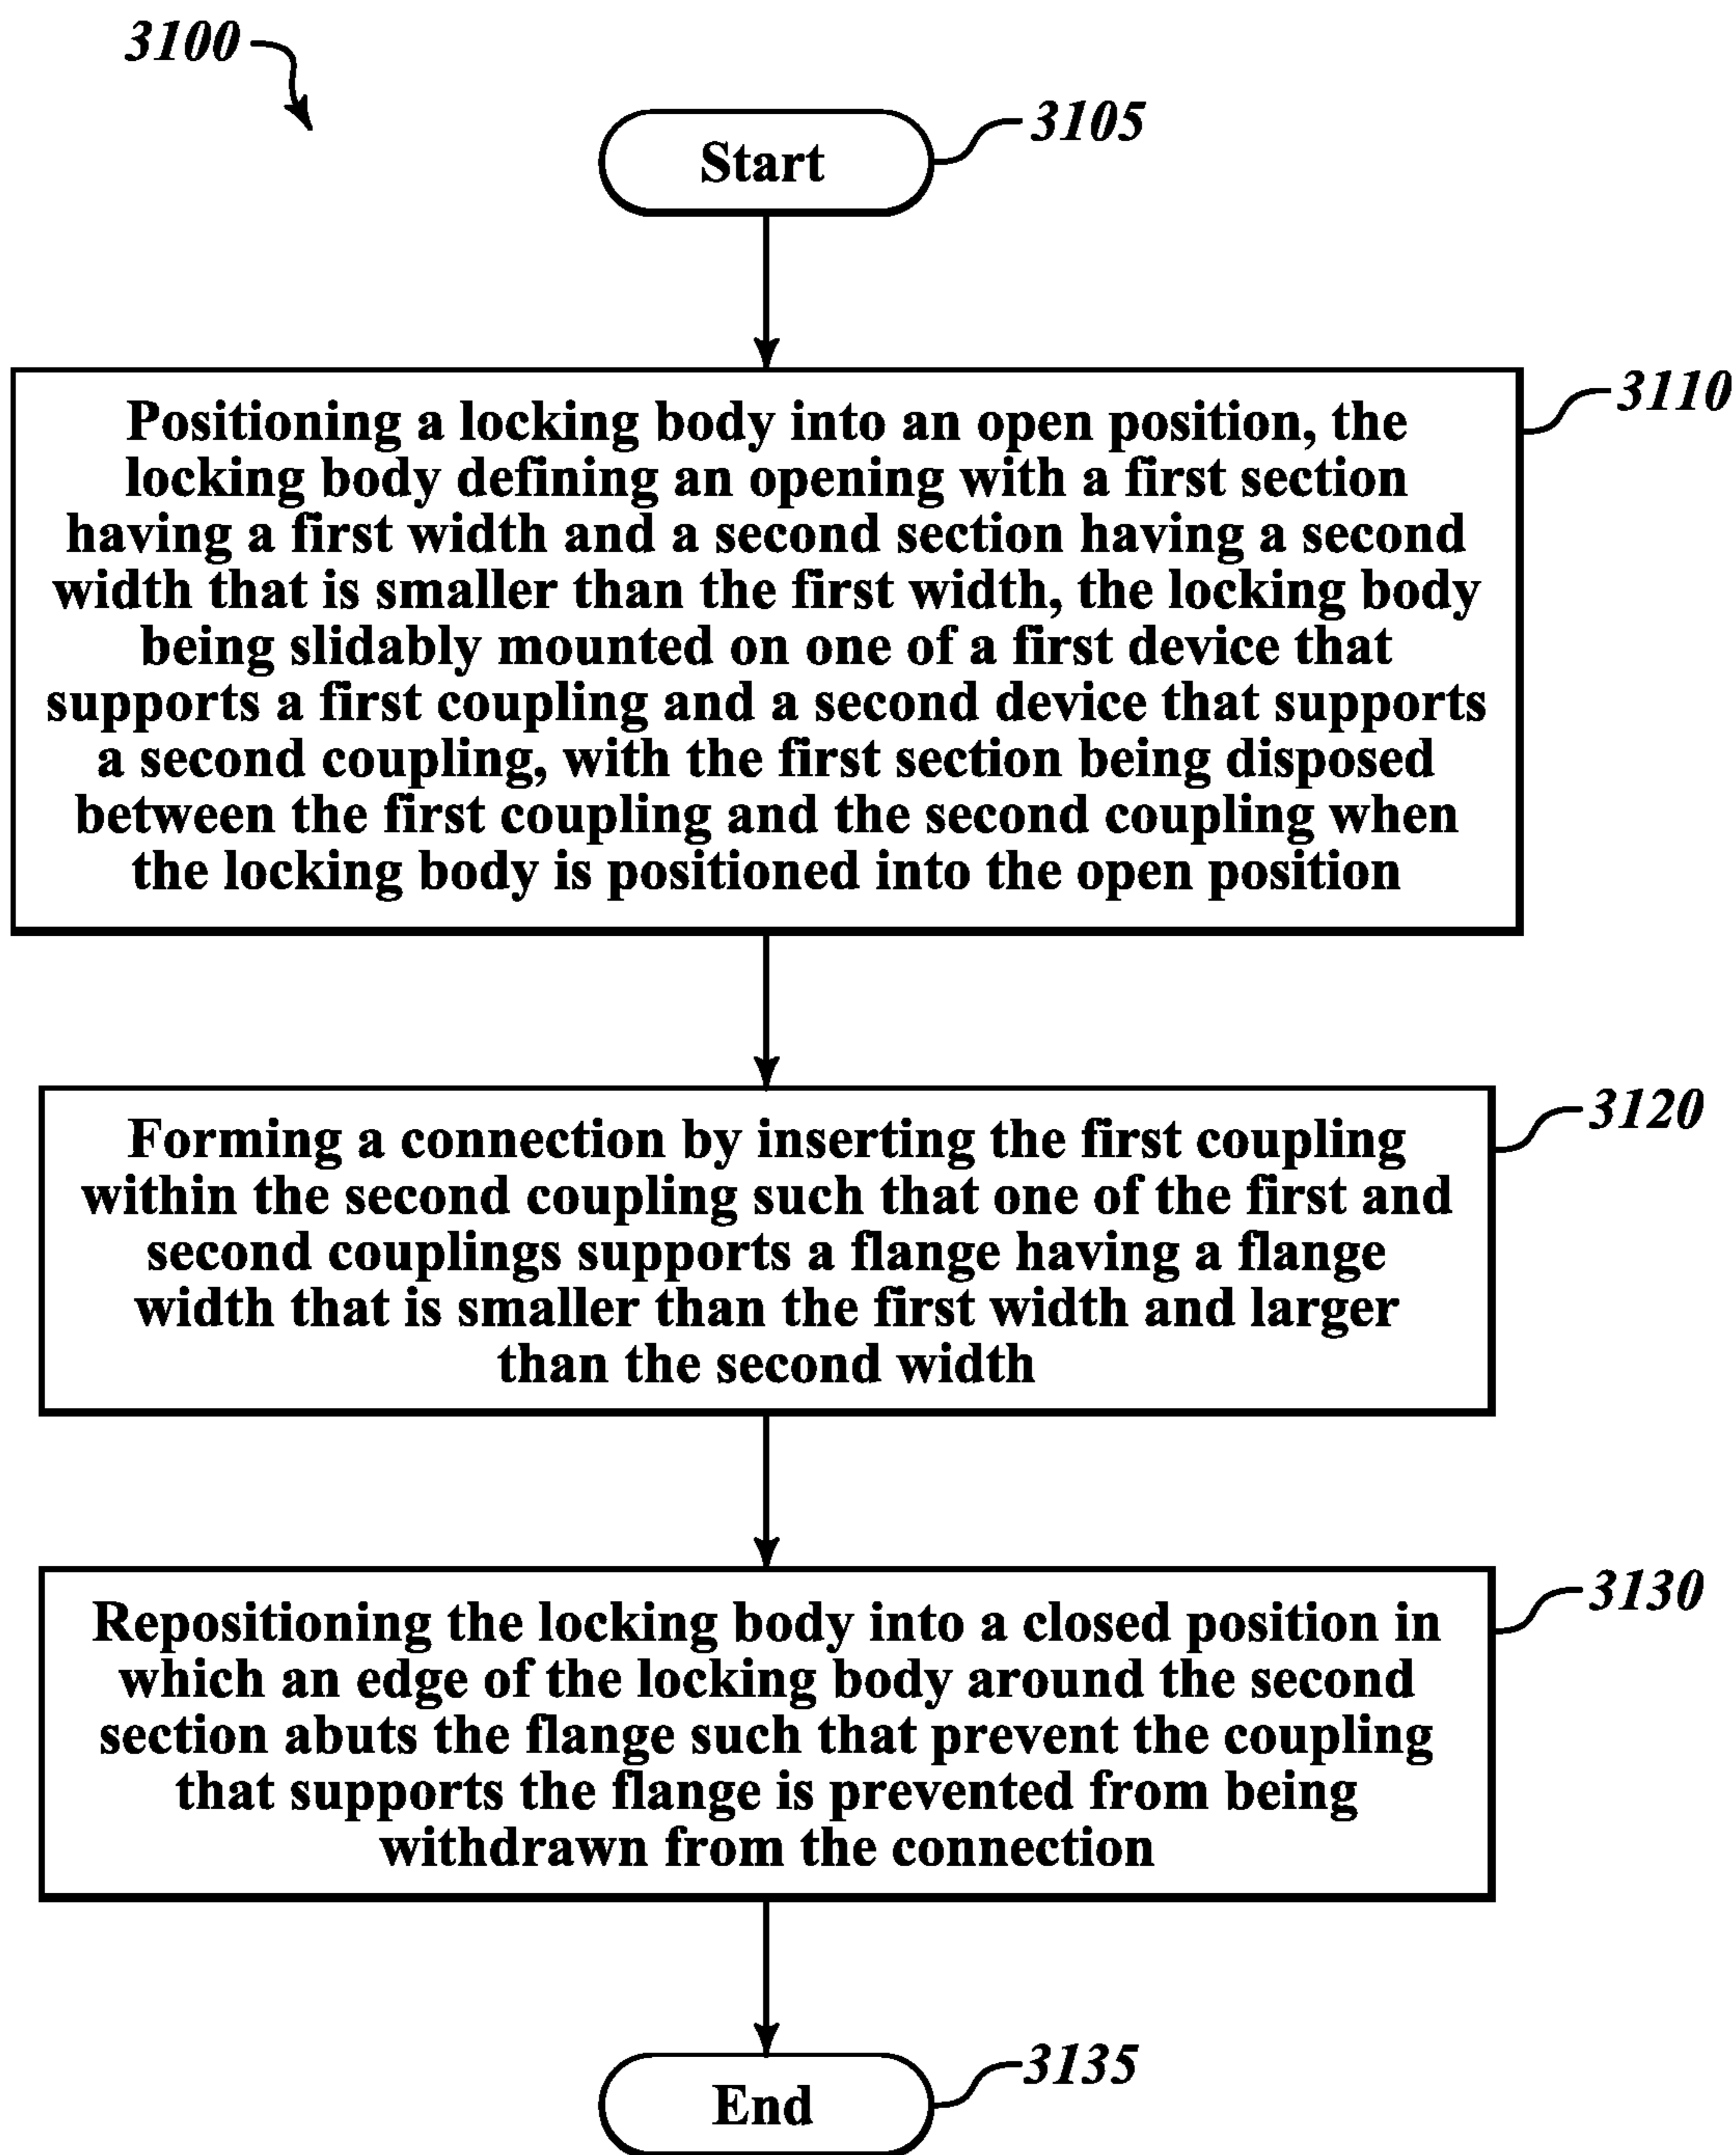 3100
Start
3105
3110
Positioning a locking body into an open position, the
locking body defining an opening with a first section
having a first width and a second section having a second
width that is smaller than the first width, the locking body
being slidably mounted on one of a first device that
supports a first coupling and a second device that supports
a second coupling, with the first section being disposed
between the first coupling and the second coupling when
the locking body is positioned into the open position
3120
Forming a connection by inserting the first coupling
within the second coupling such that one of the first and
second couplings supports a flange having a flange
width that is smaller than the first width and larger
than the second width
3130
Repositioning the locking body into a closed position in
which an edge of the locking body around the second
section abuts the flange such that prevent the coupling
that supports the flange is prevented from being
withdrawn from the connection
3135
End